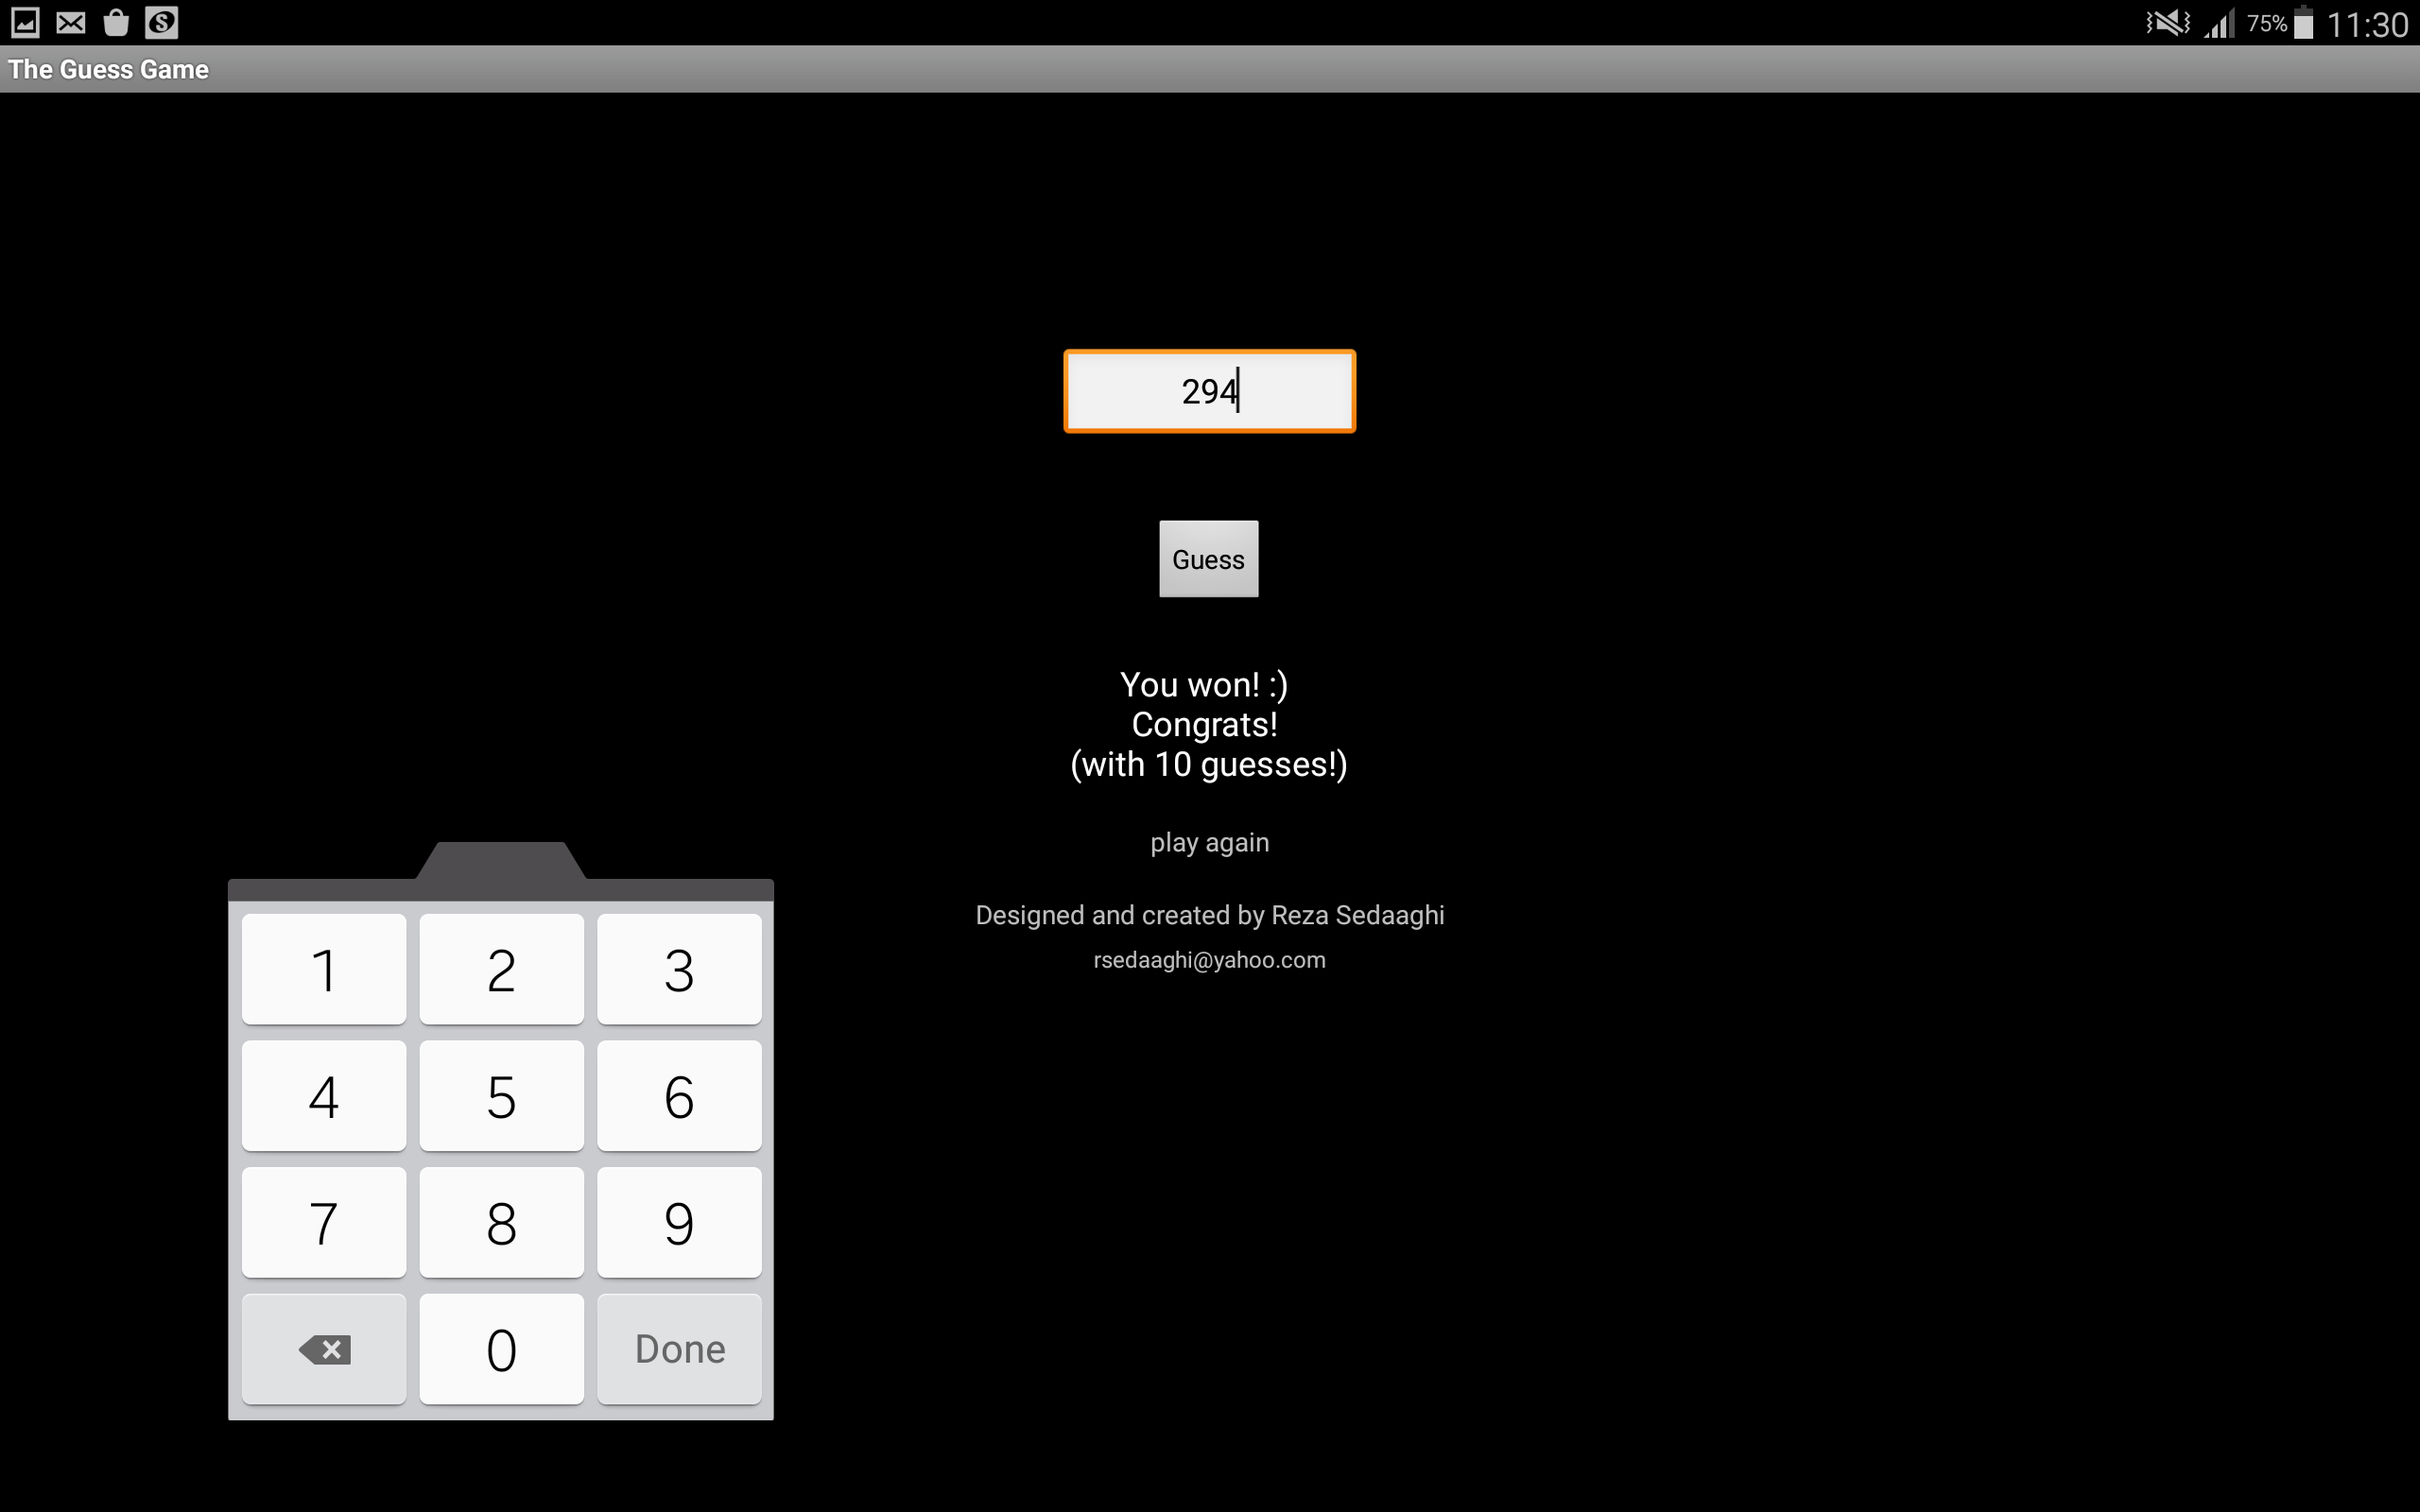 75% 11:30
The Guess Game
294
Guess
You won! :)
Congrats!
(with 10 guesses!)
play again
Designed and created by Reza Sedaaghi
rsedaaghi@yahoo.com
1 2 3
4 5 6
7 8 9
0 Done